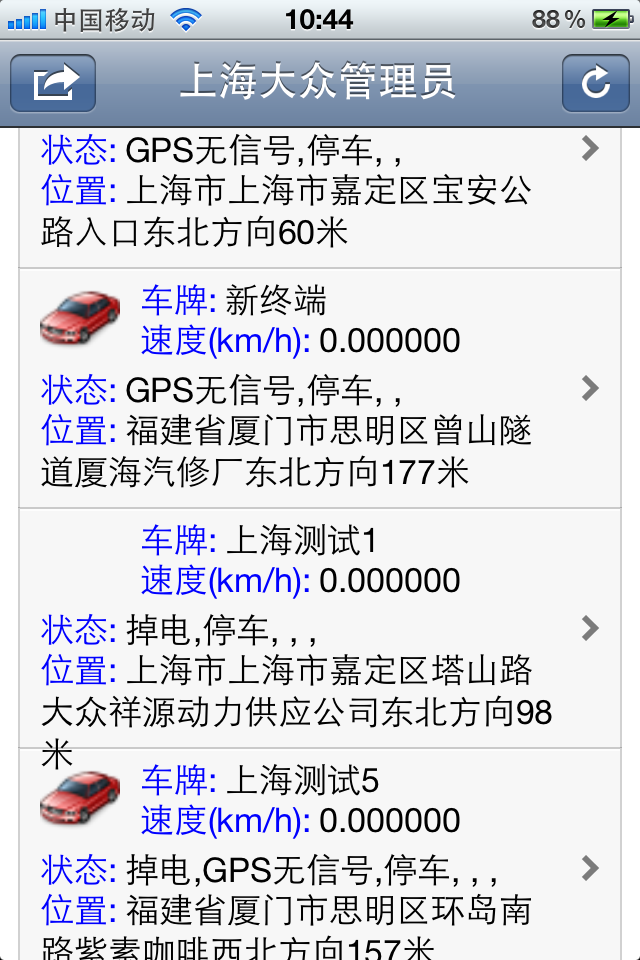 中国移动 10:44 88%
上海大众管理员
状态: GPS无信号,停车, ,
位置: 上海市上海市嘉定区宝安公
路入口东北方向60米
车牌: 新终端
速度(km/h): 0.000000
状态: GPS无信号,停车, ,
位置: 福建省厦门市思明区曾山隧
道厦海汽修厂东北方向177米
车牌: 上海测试1
速度(km/h): 0.000000
状态: 掉电,停车, , ,
位置: 上海市上海市嘉定区塔山路
大众祥源动力供应公司东北方向98
米
车牌: 上海测试5
速度(km/h): 0.000000
状态: 掉电,GPS无信号,停车, , ,
位置: 福建省厦门市思明区环岛南
路紫素咖啡西北方向157米